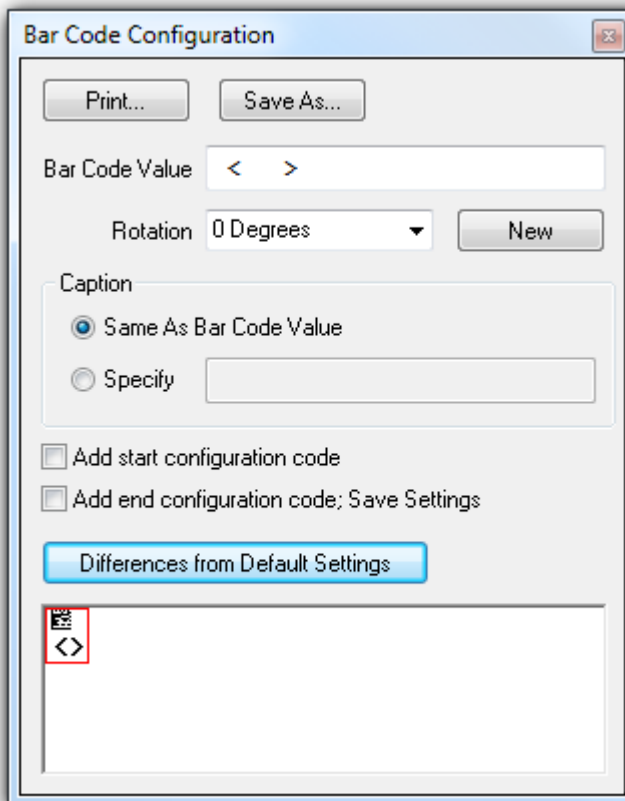 Bar Code Configuration
Print... Save As...
Bar Code Value < >
Rotation 0 Degrees New
Caption
Same As Bar Code Value
Specify
Add start configuration code
Add end configuration code; Save Settings
Differences from Default Settings
<>